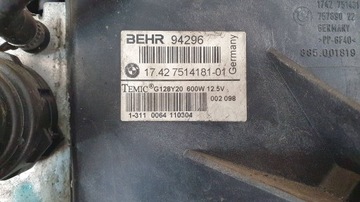 BEHR 94296
17.42 7514181-01
Germany
TEMIC® G128Y20 600W 12.5V
002 098
1-311 0064 110304
GERMANY